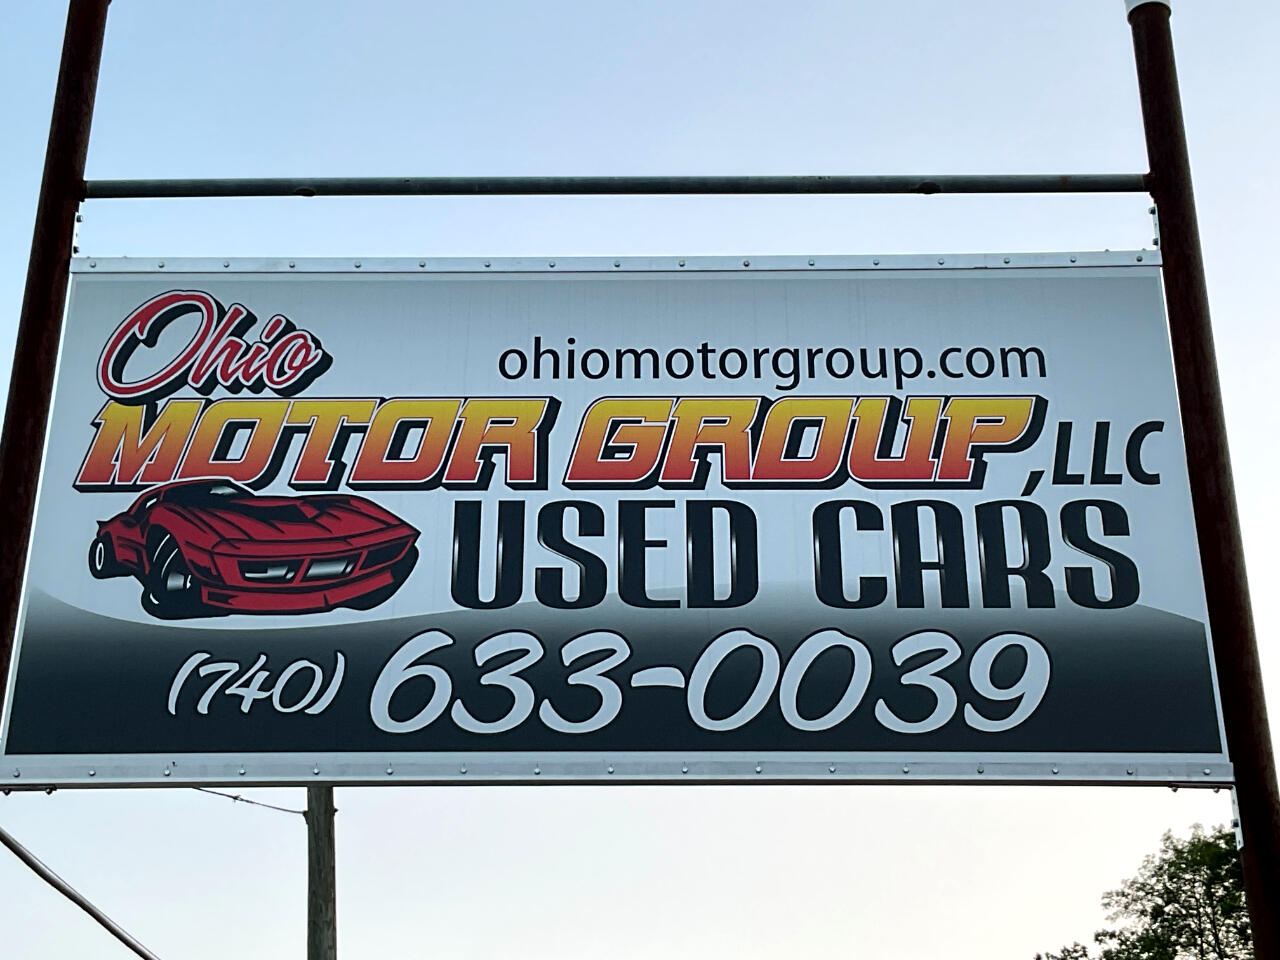 Ohio
ohiomotorgroup.com
MOTOR GROUP, LLC
USED CARS
(740) 633-0039